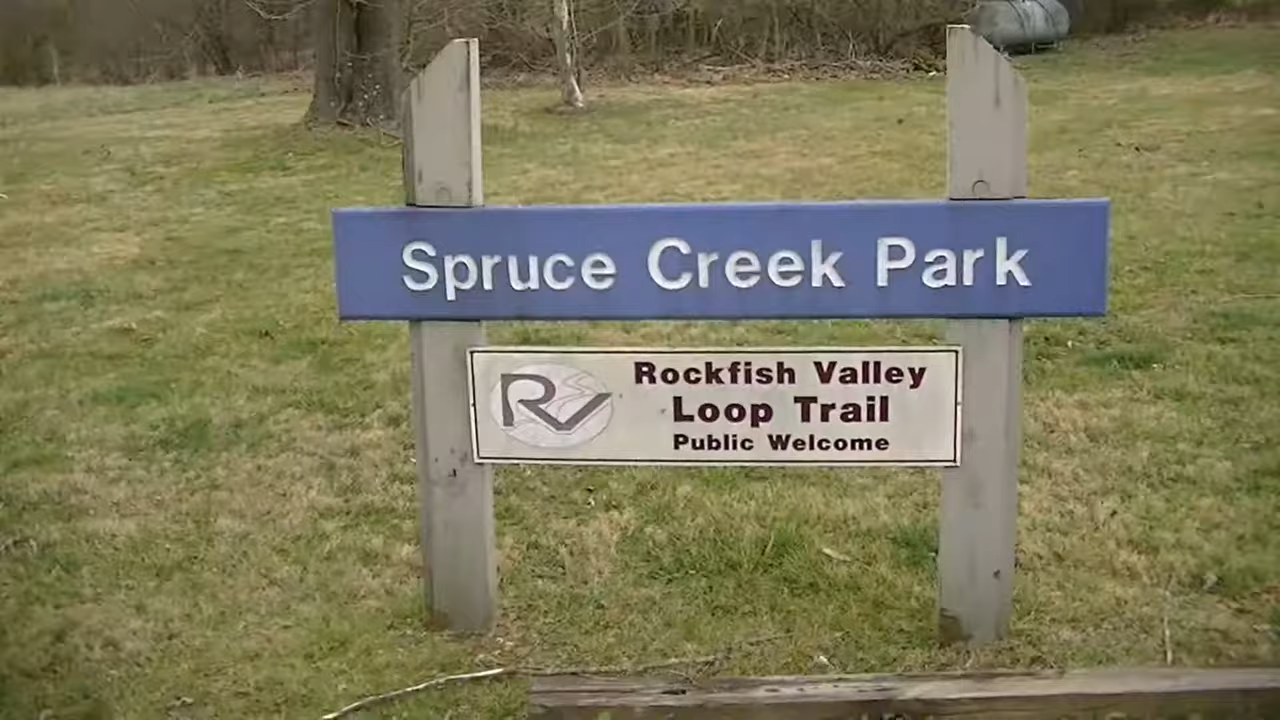 Spruce Creek Park
RV
Rockfish Valley
Loop Trail
Public Welcome